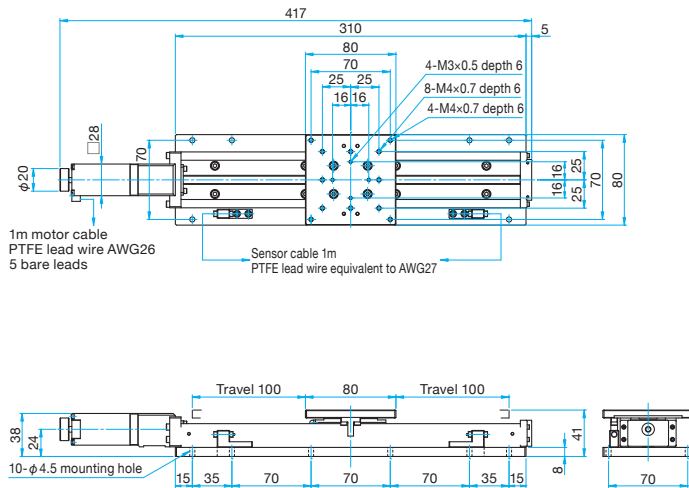 417
310
5
80
70
4-M3×0.5 depth 6
25 25
8-M4×0.7 depth 6
16 16
4-M4×0.7 depth 6
□28
φ20
70
16 16
25 25
70
80
1m motor cable
PTFE lead wire AWG26
5 bare leads
Sensor cable 1m
PTFE lead wire equivalent to AWG27
Travel 100
80
Travel 100
38
24
41
8
10-φ4.5 mounting hole
15 35 70 70 70 70 35 15
70